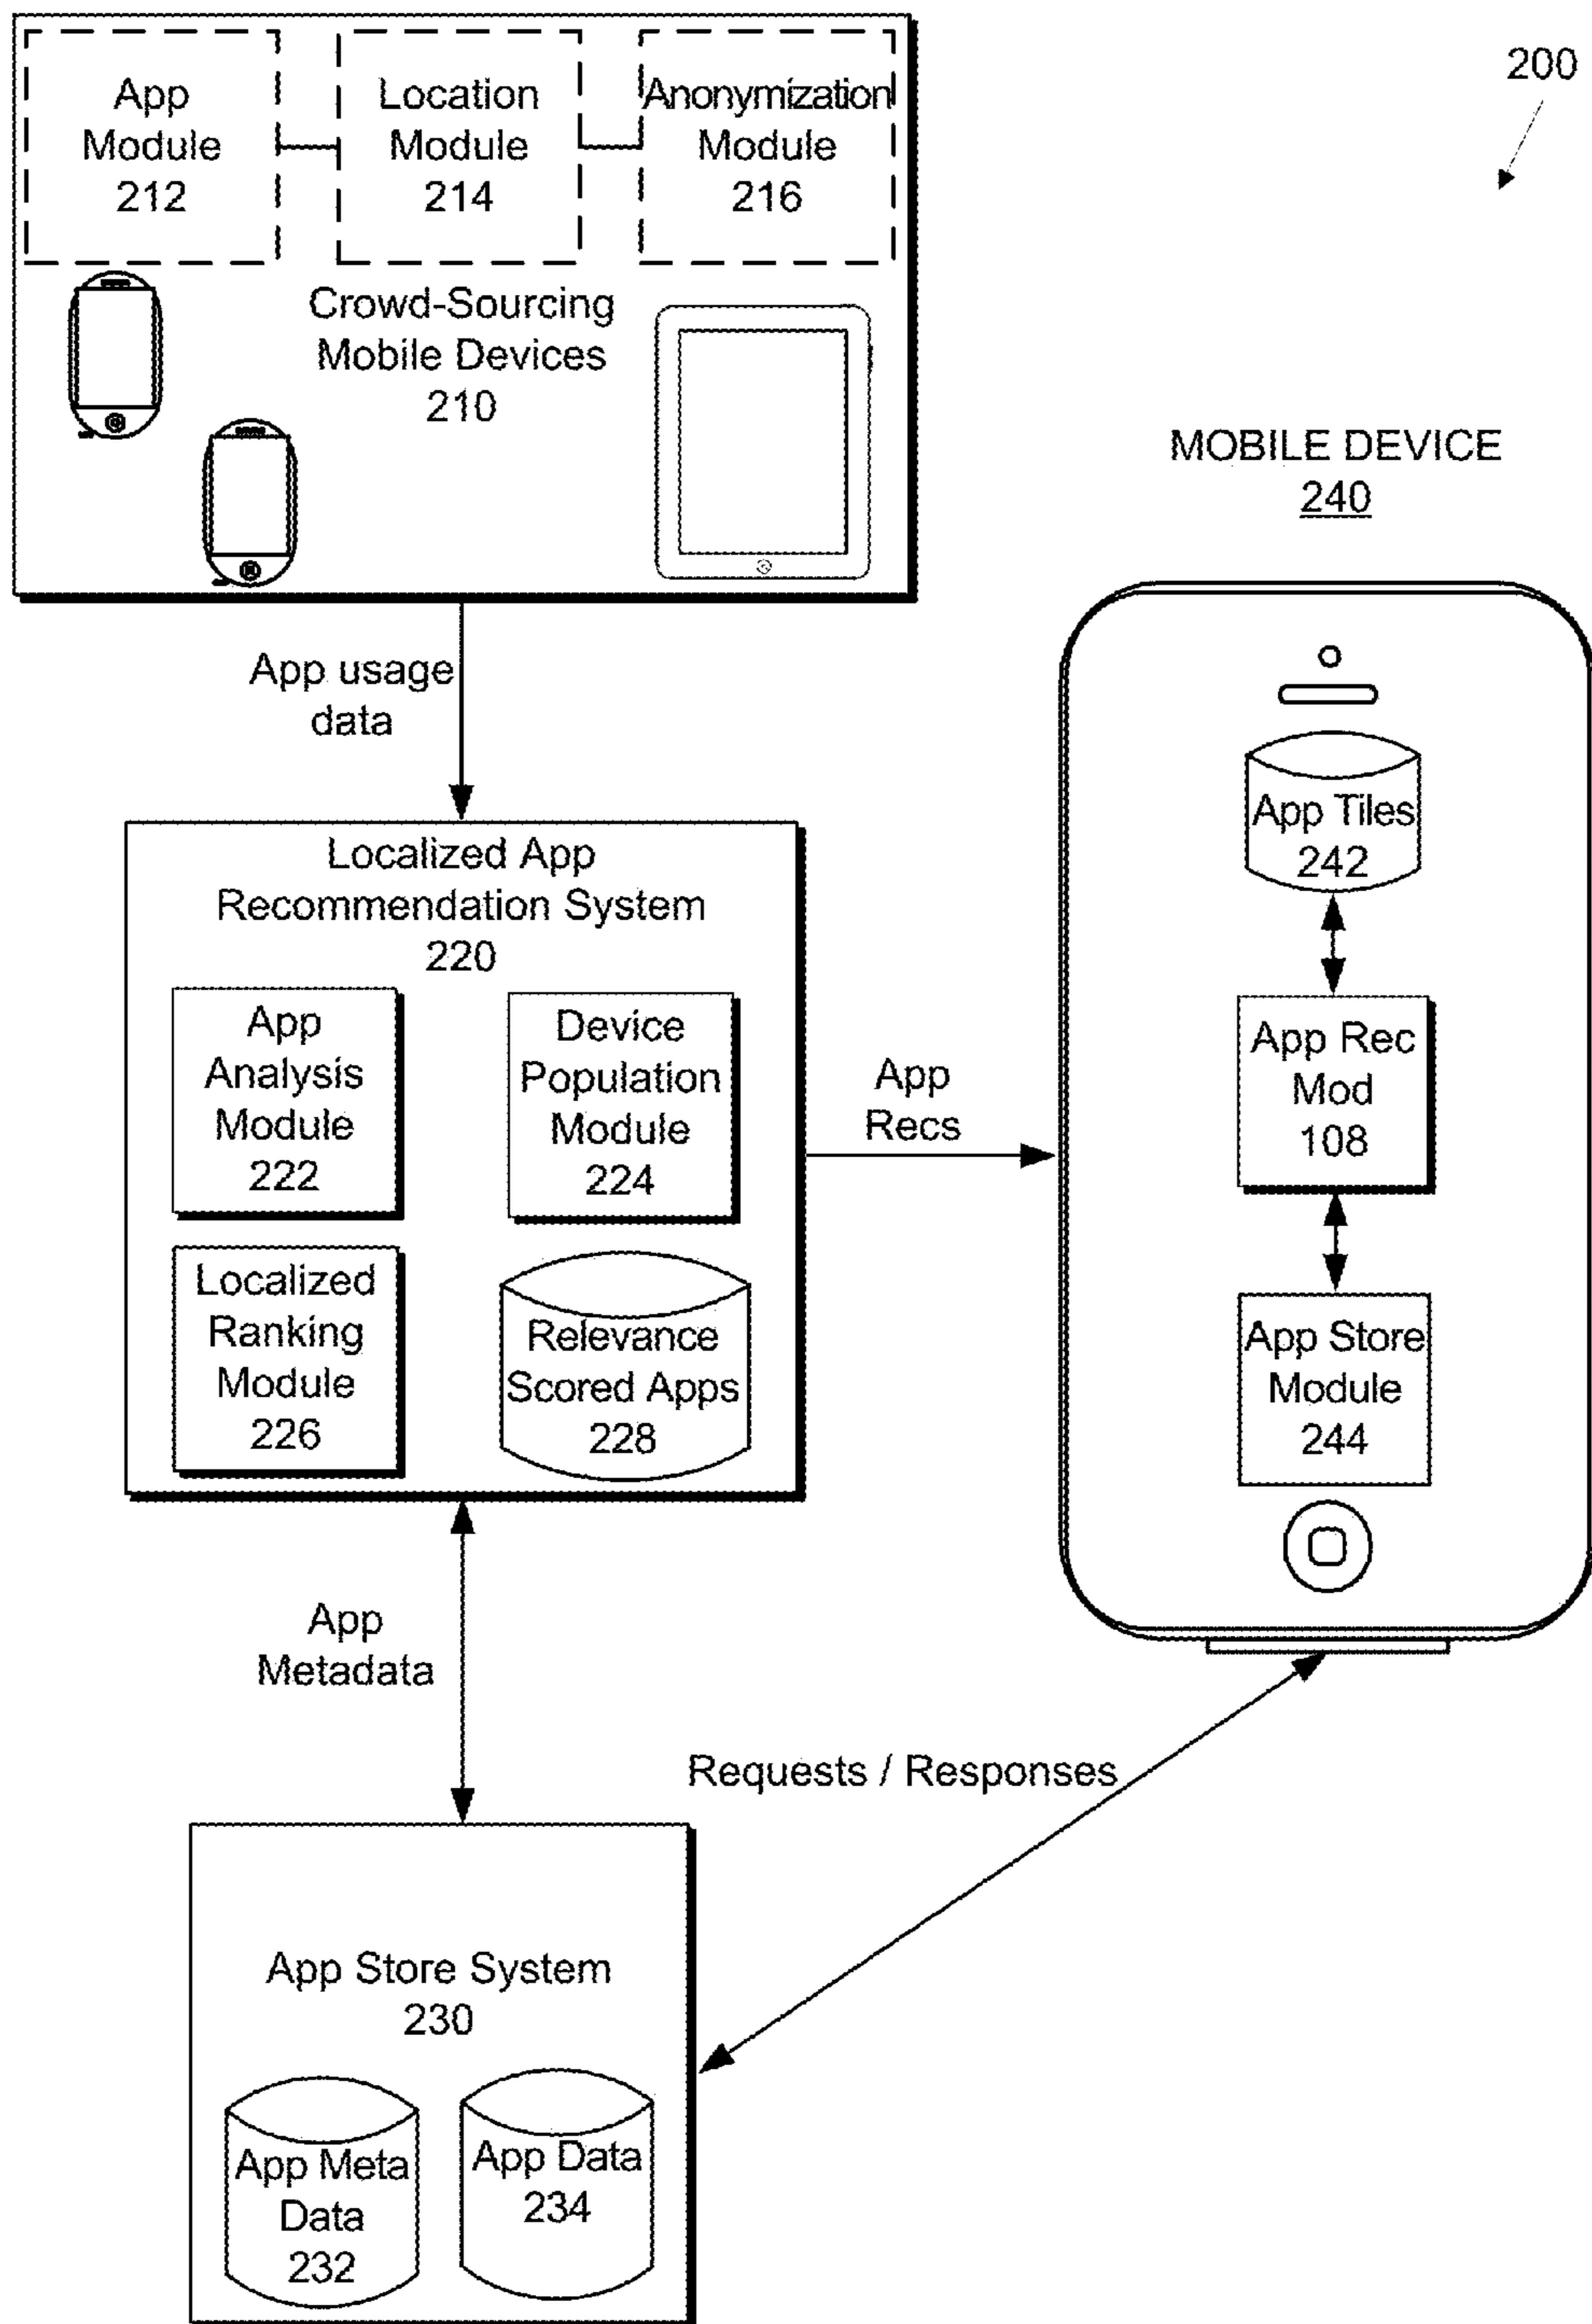 200
App
Module
212
Location
Module
214
Anonymization
Module
216
Crowd-Sourcing
Mobile Devices
210
MOBILE DEVICE
240
App usage
data
App Tiles
242
Localized App
Recommendation System
220
App
Analysis
Module
222
Device
Population
Module
224
App
Recs
App Rec
Mod
108
Localized
Ranking
Module
226
Relevance
Scored Apps
228
App Store
Module
244
App
Metadata
Requests / Responses
App Store System
230
App Meta
Data
232
App Data
234